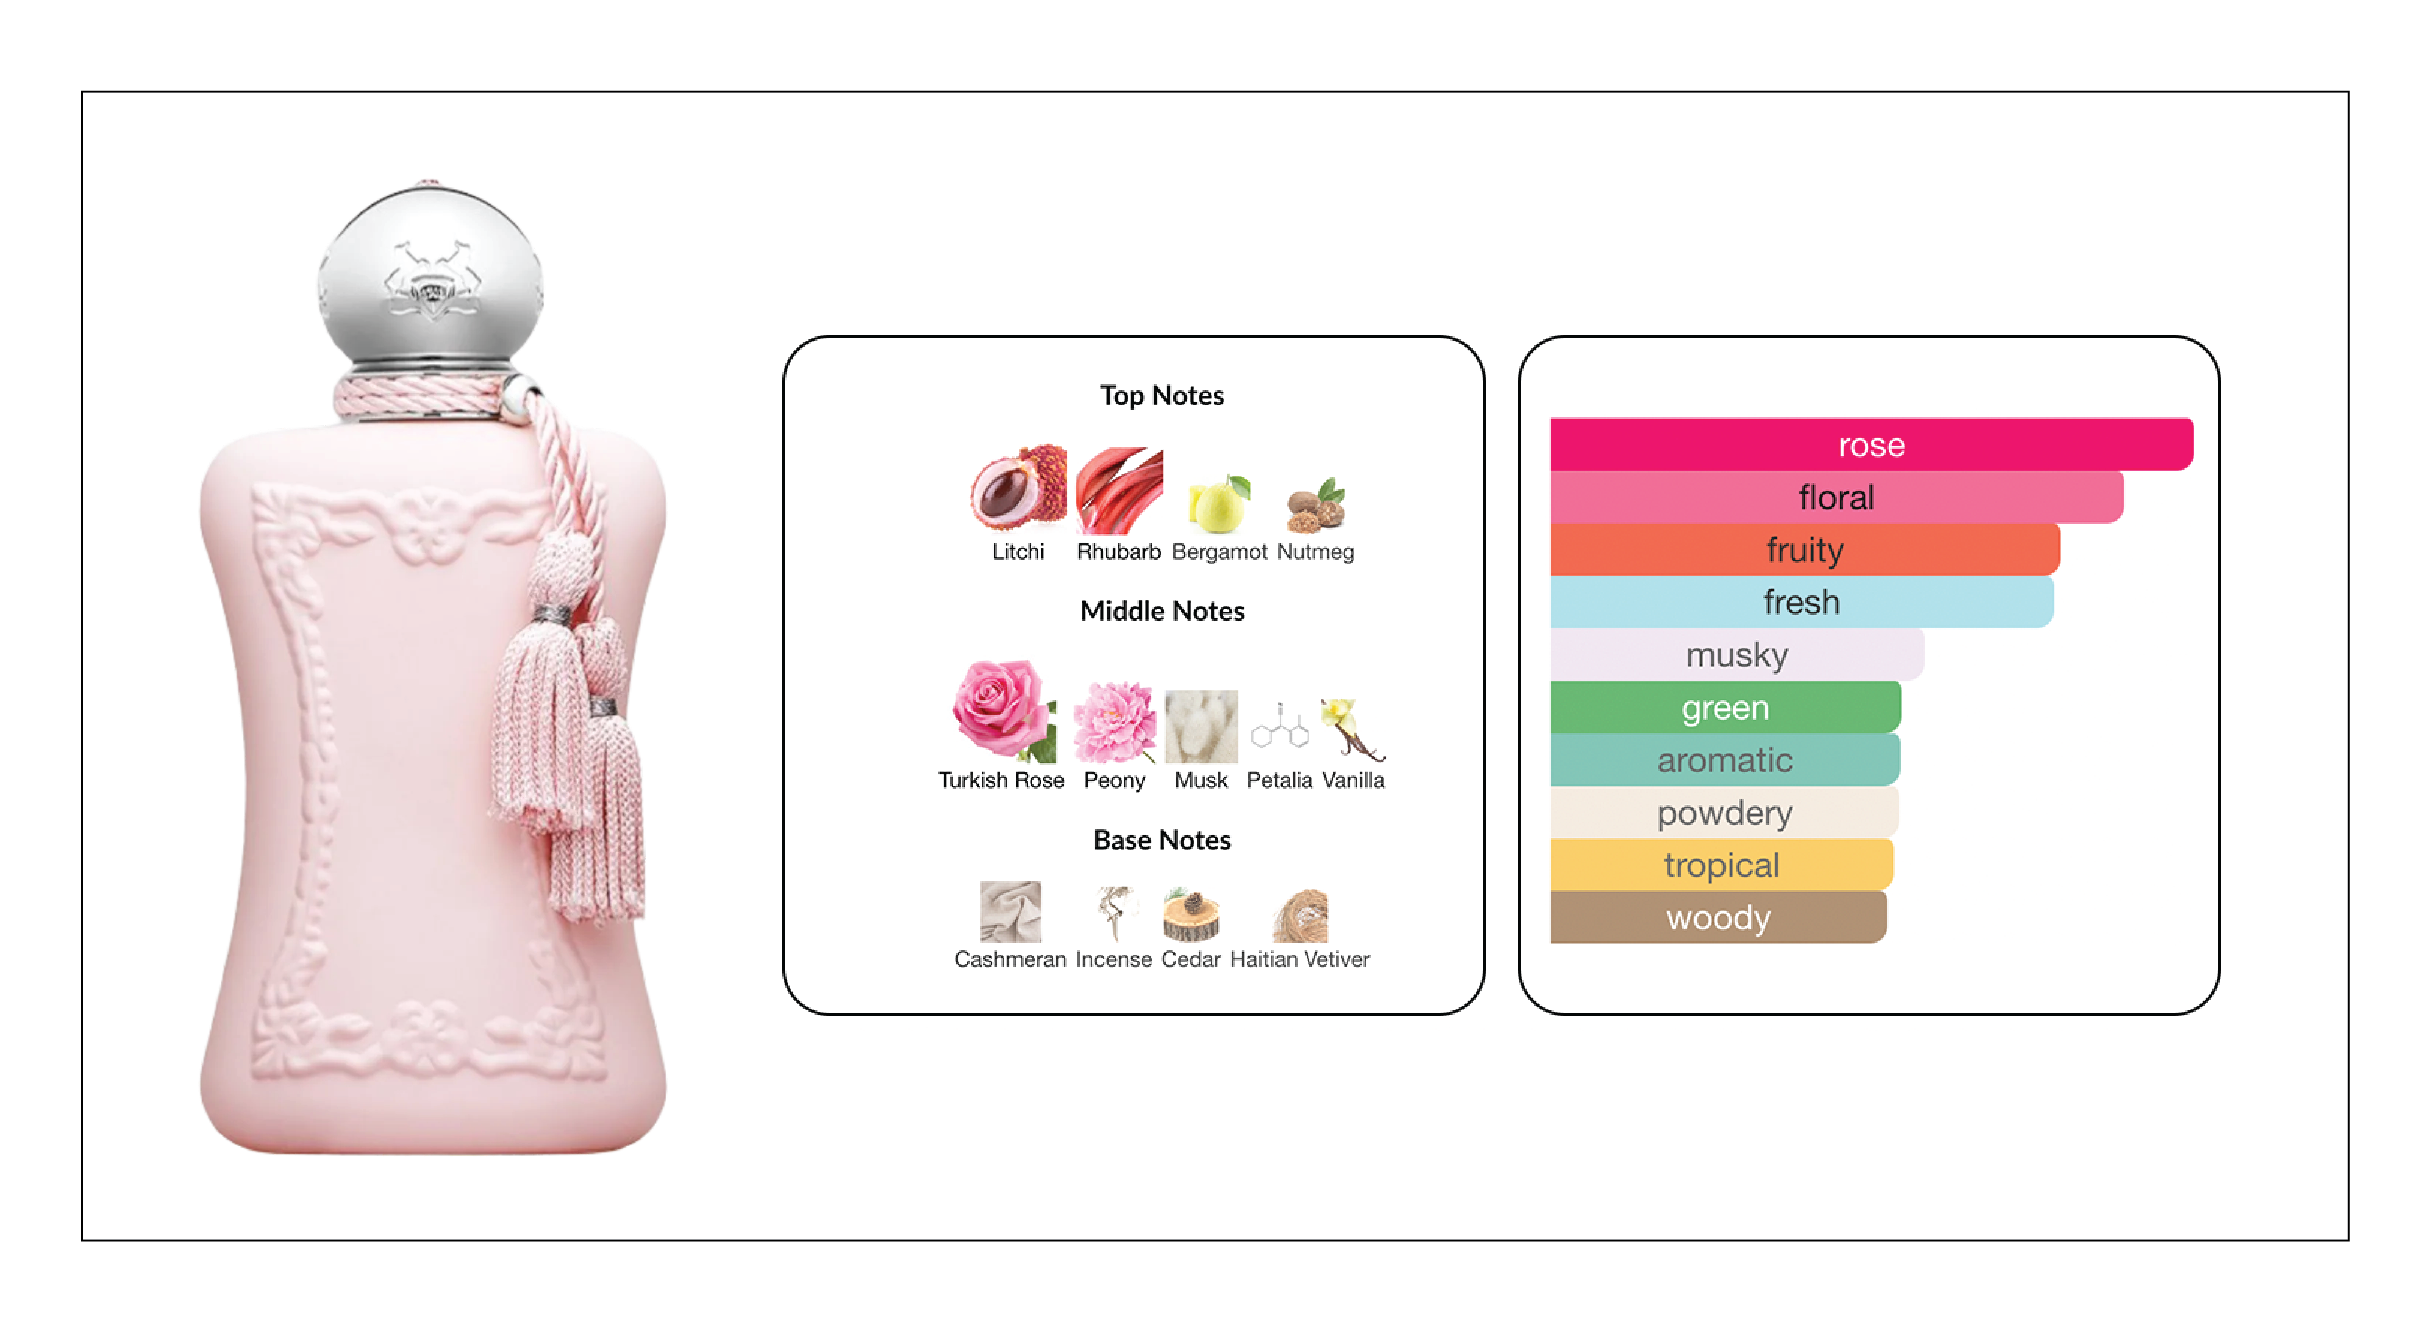 Top Notes
Litchi Rhubarb Bergamot Nutmeg
Middle Notes
Turkish Rose Peony Musk Petalia Vanilla
Base Notes
Cashmeran Incense Cedar Haitian Vetiver
rose
floral
fruity
fresh
musky
green
aromatic
powdery
tropical
woody